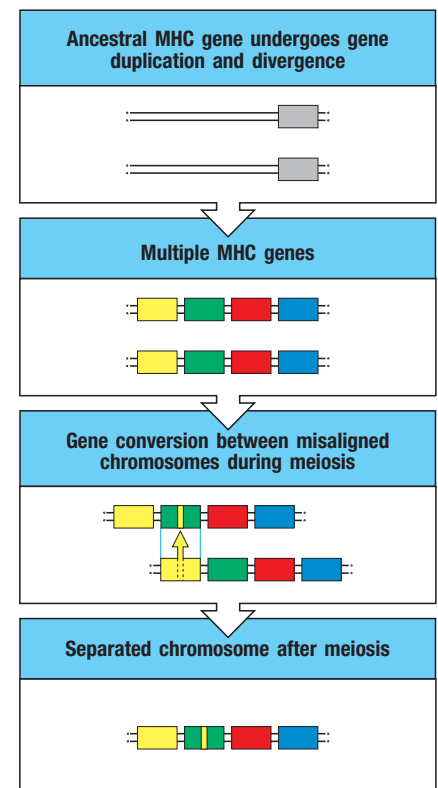 Ancestral MHC gene undergoes gene
duplication and divergence
Multiple MHC genes
Gene conversion between misaligned
chromosomes during meiosis
Separated chromosome after meiosis